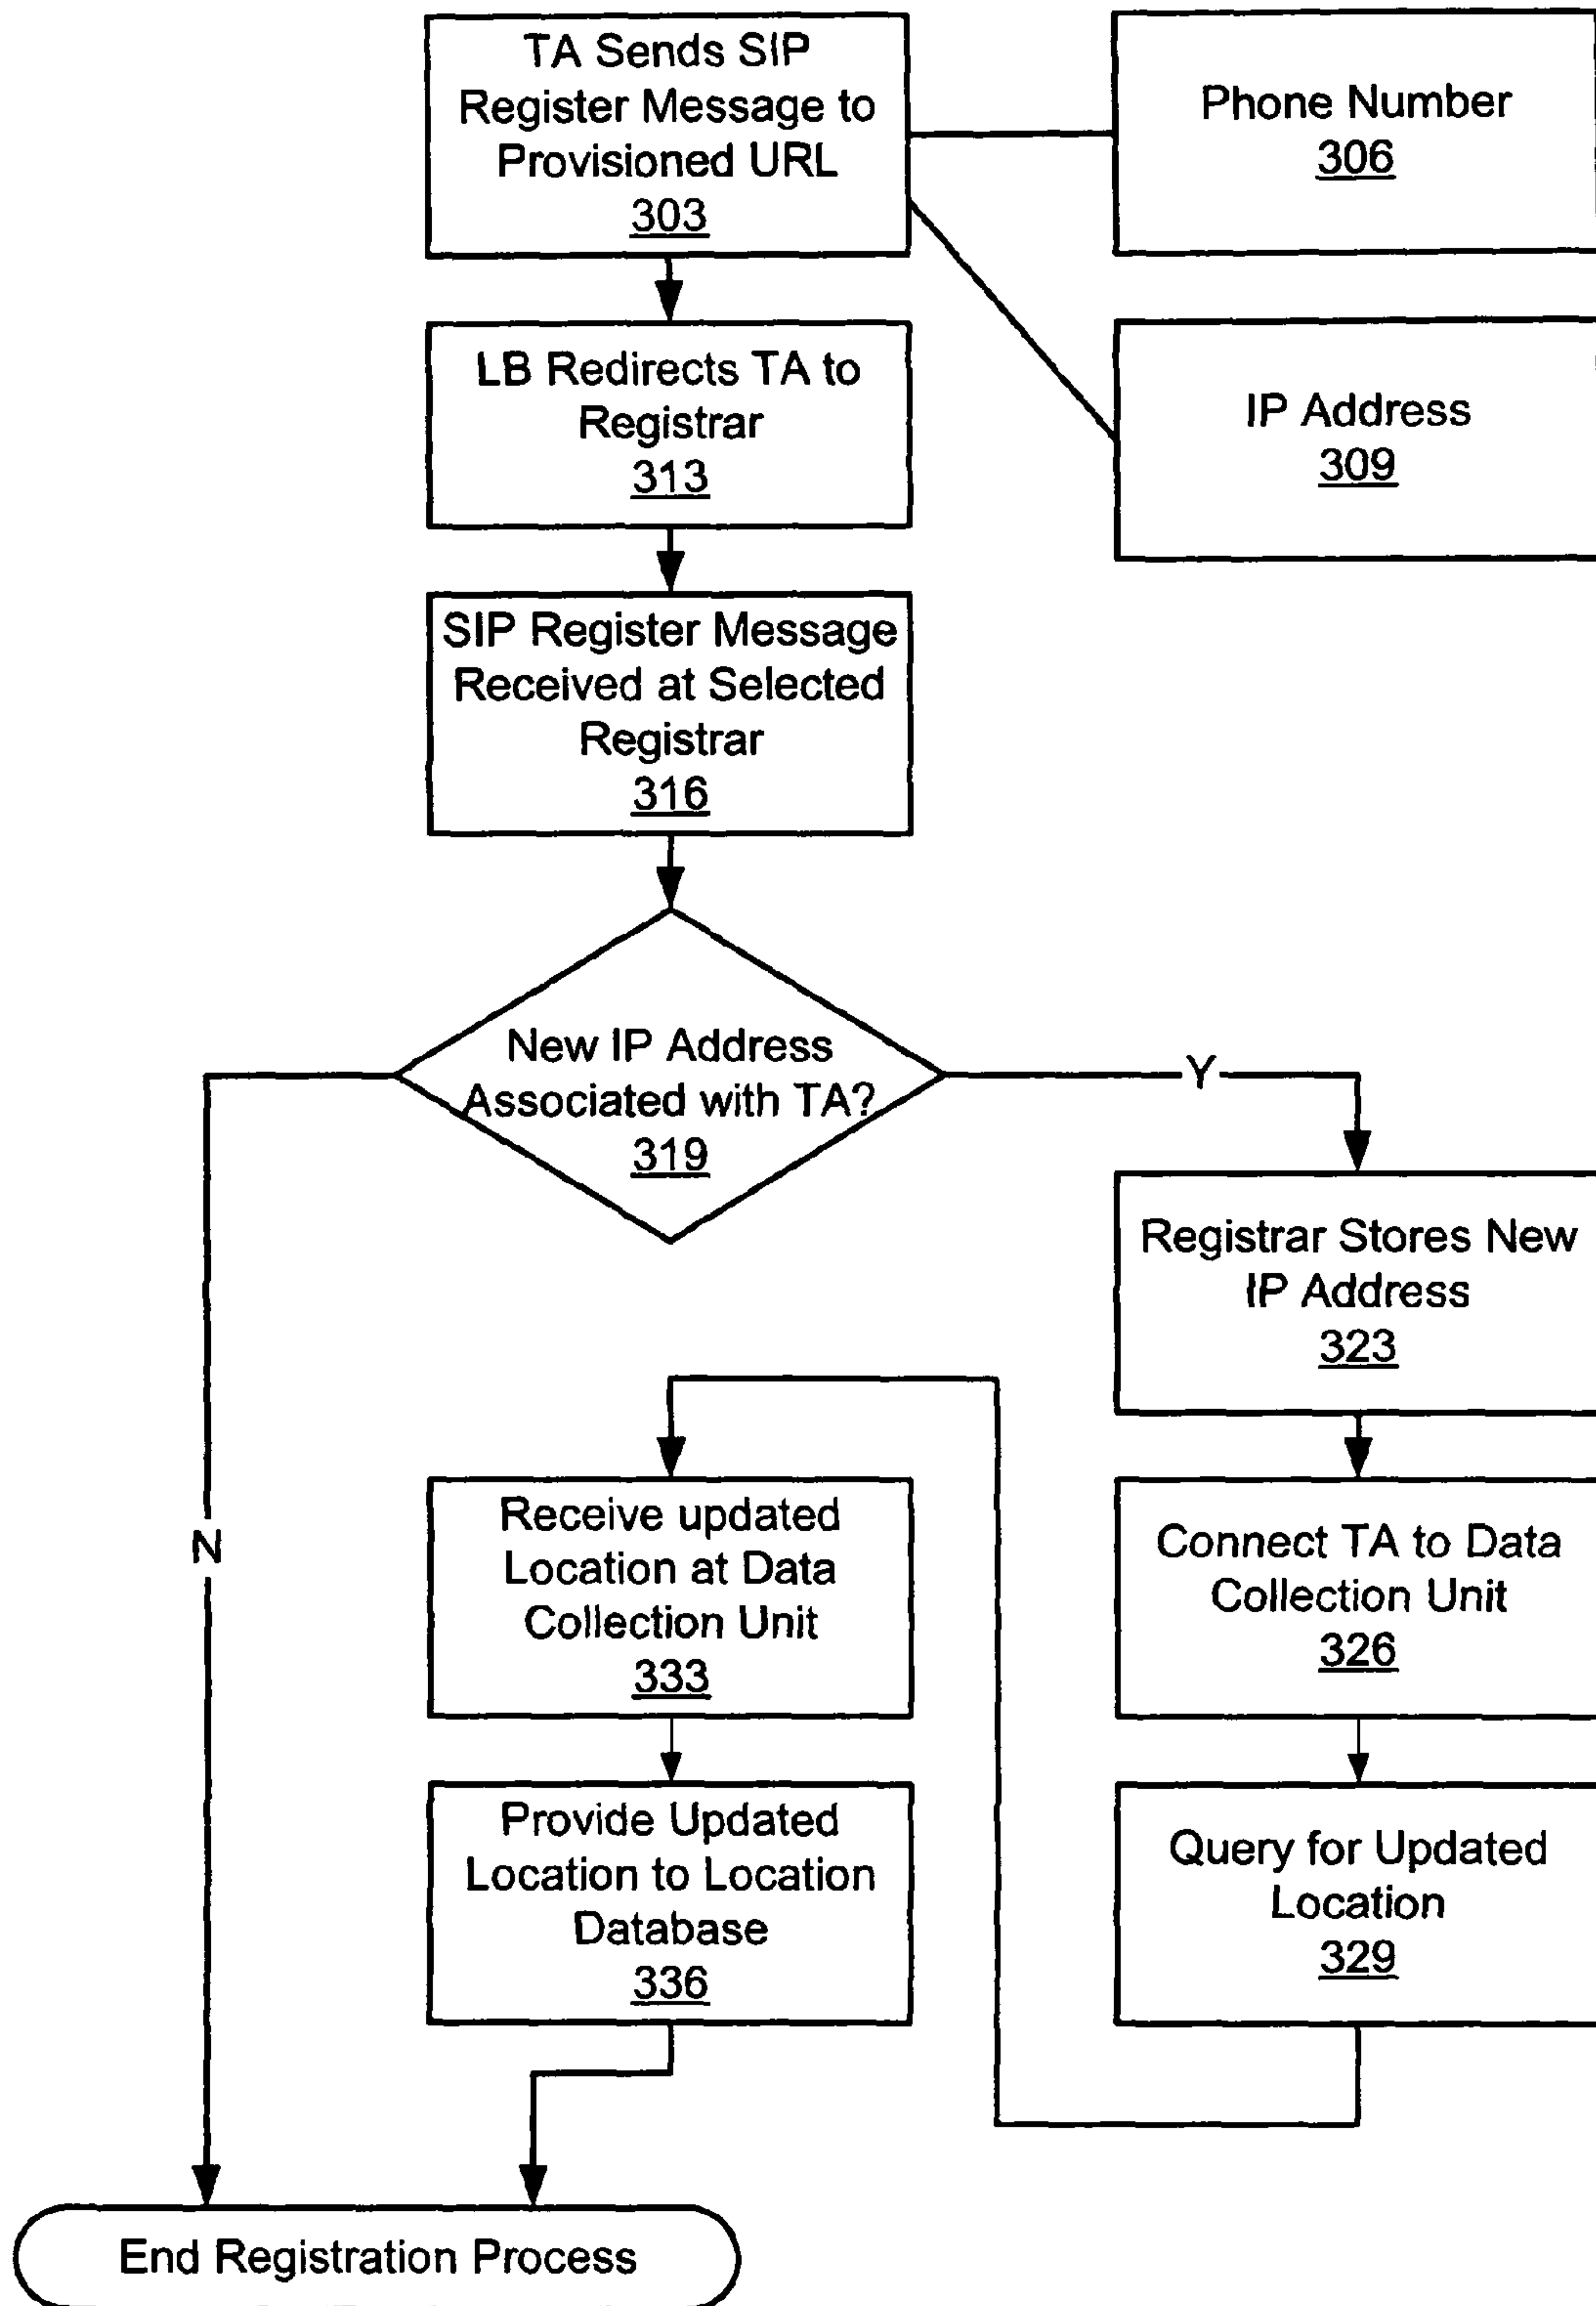 TA Sends SIP
Register Message to
Provisioned URL
303
Phone Number
306
LB Redirects TA to
Registrar
313
IP Address
309
SIP Register Message
Received at Selected
Registrar
316
New IP Address
Associated with TA?
319
Y
Registrar Stores New
IP Address
323
N
Receive updated
Location at Data
Collection Unit
333
Connect TA to Data
Collection Unit
326
Provide Updated
Location to Location
Database
336
Query for Updated
Location
329
End Registration Process